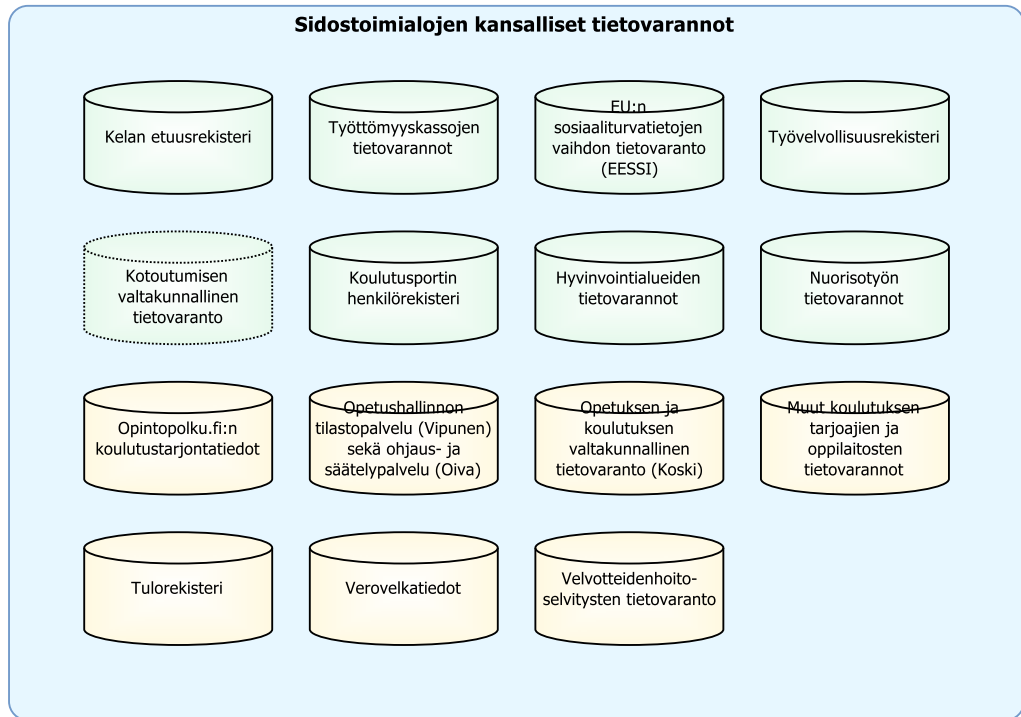 Sidostoimialojen kansalliset tietovarannot
Kelan etuusrekisteri
Työttömyyskassojen
tietovarannot
EU:n
sosiaaliturvatietojen
vaihdon tietovaranto
(EESSI)
Työvelvollisuusrekisteri
Kotoutumisen
valtakunnallinen
tietovaranto
Koulutusportin
henkilörekisteri
Hyvinvointialueiden
tietovarannot
Nuorisotyön
tietovarannot
Opintopolku.fi:n
koulutustarjontatiedot
Opetushallinnon
tilastopalvelu (Vipunen)
sekä ohjaus- ja
säätelypalvelu (Oiva)
Opetuksen ja
koulutuksen
valtakunnallinen
tietovaranto (Koski)
Muut koulutuksen
tarjoajien ja
oppilaitosten
tietovarannot
Tulorekisteri
Verovelkatiedot
Velvotteidenhoito-
selvitysten tietovaranto